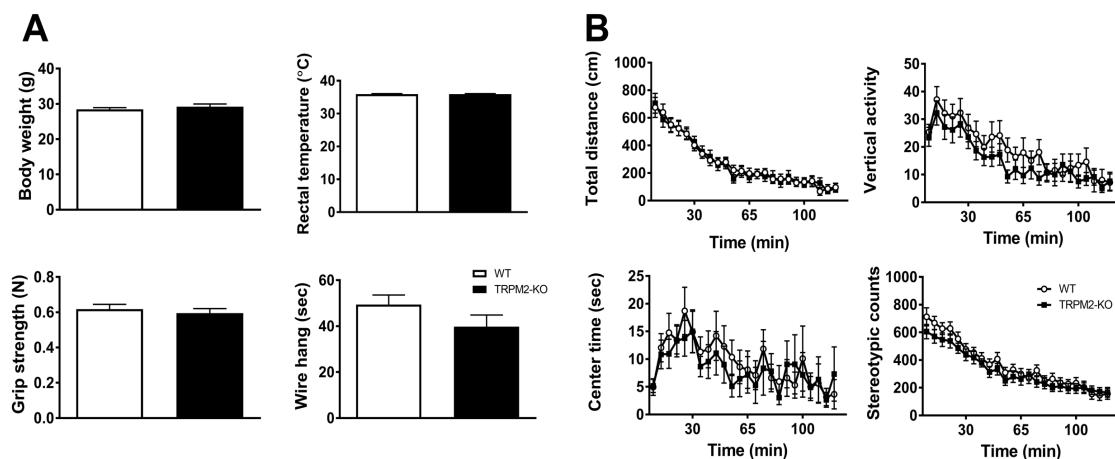 A
Body weight (g)
50
40
30
20
10
0
Rectal temperature (°C)
50
40
30
20
10
0
Grip strength (N)
0.8
0.6
0.4
0.2
0.0
Wire hang (sec)
60
40
20
0
WT
TRPM2-KO
B
Total distance (cm)
1000
800
600
400
200
0
30 65 100
Time (min)
Vertical activity
50
40
30
20
10
0
30 65 100
Time (min)
Center time (sec)
25
20
15
10
5
0
30 65 100
Time (min)
Stereotypic counts
1000
800
600
400
200
0
WT
TRPM2-KO
30 65 100
Time (min)